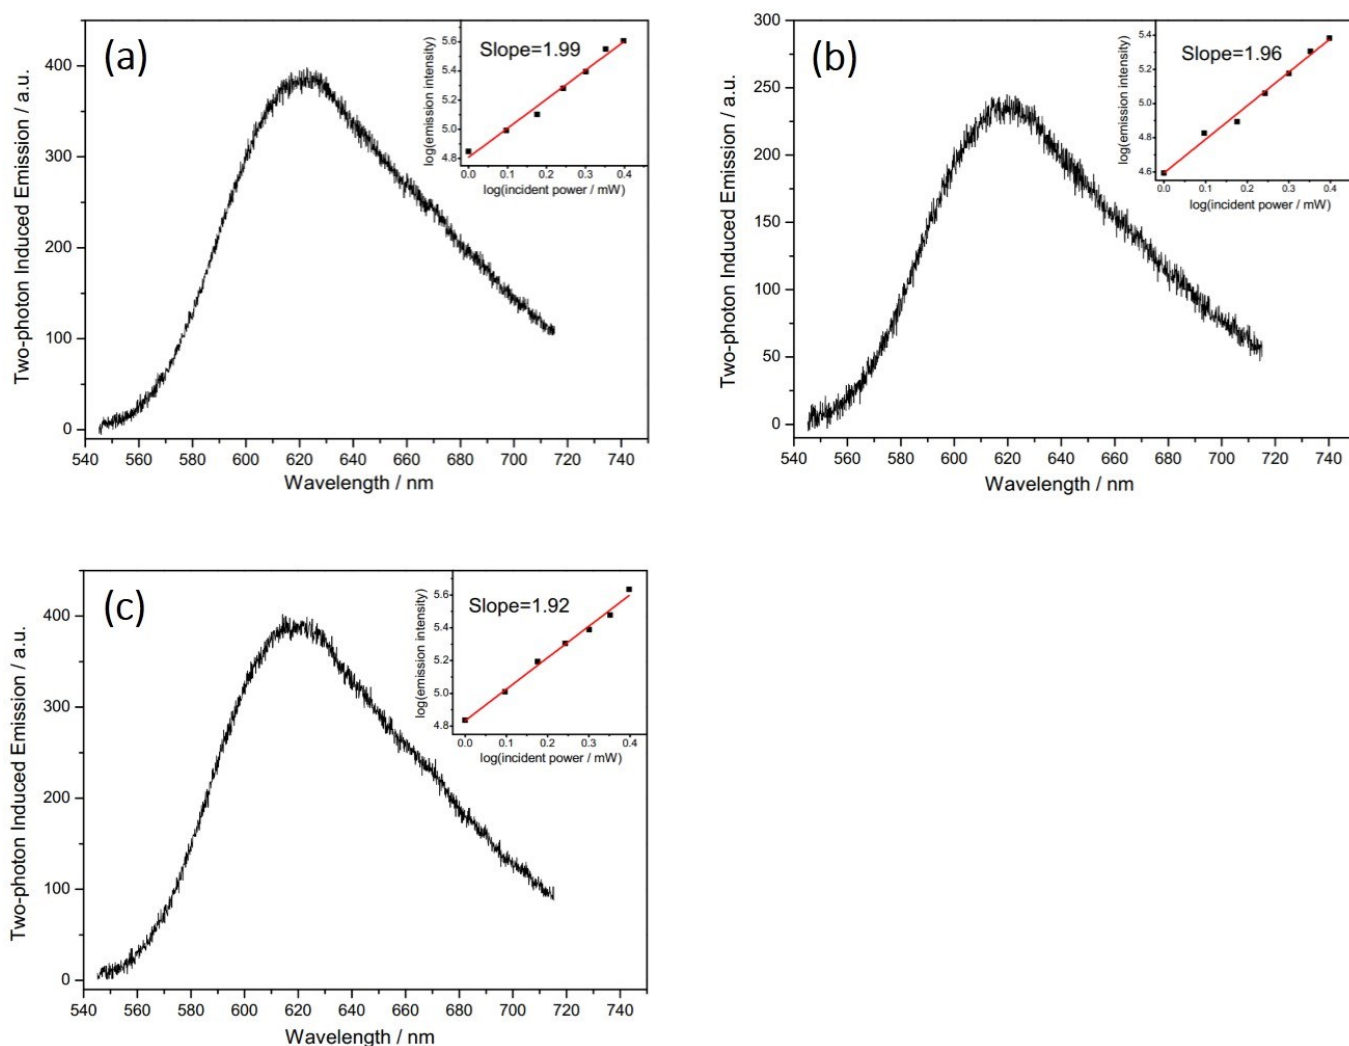 (a)
Slope=1.99
log(emission intensity)
5.6
5.4
5.2
5.0
4.8
0.0 0.1 0.2 0.3 0.4
log(incident power / mW)
Two-photon Induced Emission / a.u.
400
300
200
100
0
540 560 580 600 620 640 660 680 700 720 740
Wavelength / nm
(b)
Slope=1.96
log(emission intensity)
5.4
5.2
5.0
4.8
4.6
0.0 0.1 0.2 0.3 0.4
log(incident power / mW)
Two-photon Induced Emission / a.u.
300
250
200
150
100
50
0
540 560 580 600 620 640 660 680 700 720 740
Wavelength / nm
(c)
Slope=1.92
log(emission intensity)
5.6
5.4
5.2
5.0
4.8
0.0 0.1 0.2 0.3 0.4
log(incident power / mW)
Two-photon Induced Emission / a.u.
400
300
200
100
0
540 560 580 600 620 640 660 680 700 720 740
Wavelength / nm